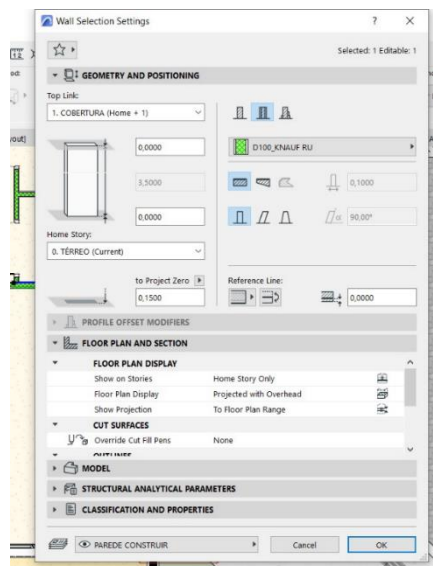 Wall Selection Settings
?
Selected: 1 Editable: 1
GEOMETRY AND POSITIONING
Top Link:
1. COBERTURA (Home + 1)
0,0000
D100_KNAUF RU
3,5000
0,1000
0,0000
α:
90,00°
Home Story:
0. TÉRREO (Current)
to Project Zero
Reference Line:
0,1500
0,0000
PROFILE OFFSET MODIFIERS
FLOOR PLAN AND SECTION
FLOOR PLAN DISPLAY
Show on Stories Home Story Only
Floor Plan Display Projected with Overhead
Show Projection To Floor Plan Range
CUT SURFACES
Override Cut Fill Pens None
OUTLINES
MODEL
STRUCTURAL ANALYTICAL PARAMETERS
CLASSIFICATION AND PROPERTIES
PAREDE CONSTRUIR
Cancel
OK